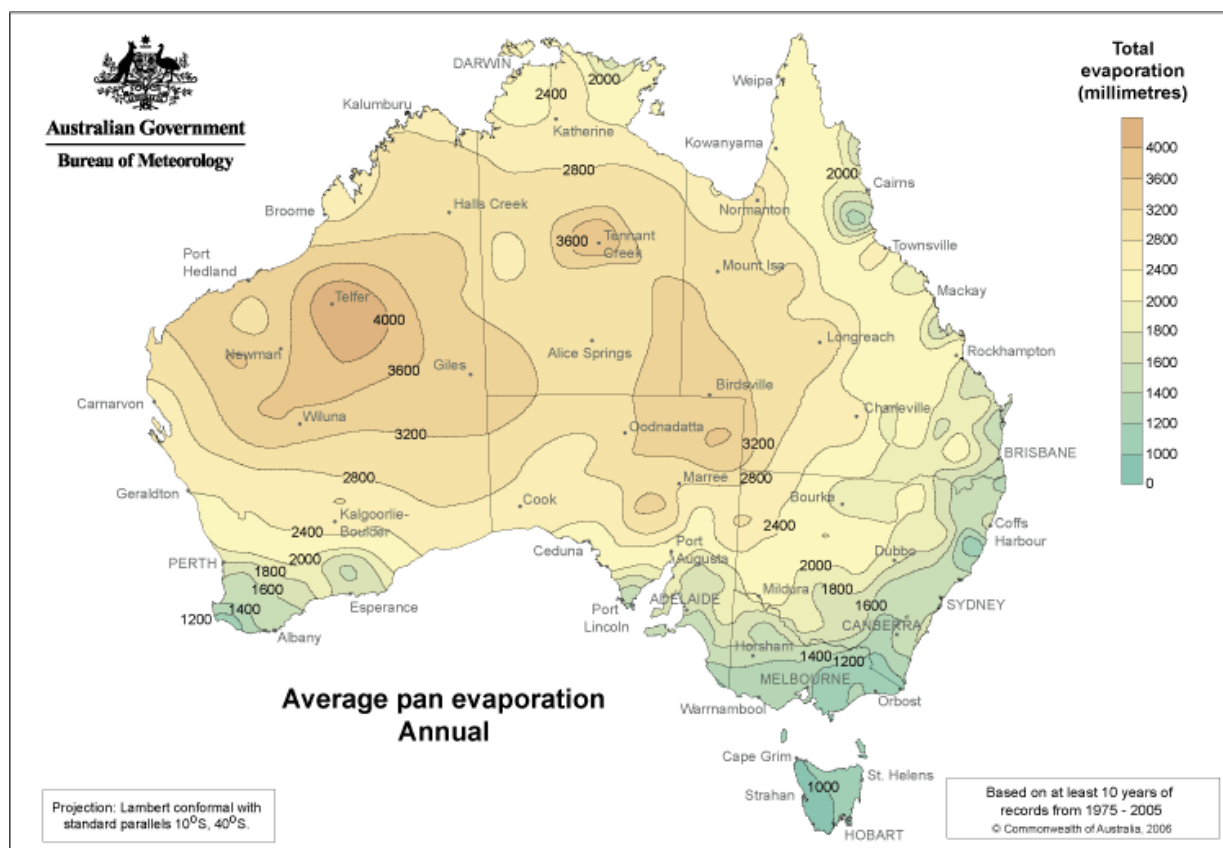 Australian Government
Bureau of Meteorology
Total
evaporation
(millimetres)
4000
3600
3200
2800
2400
2000
1800
1600
1400
1200
1000
0
DARWIN
2000
Weipa
2400
Kalumburu
Katherine
Kowanyama
2800
2000
Cairns
Broome
Halls Creek
Normanton
3600
Tennant
Creek
Townsville
Port
Hedland
Mount Isa
Telfer
Mackay
4000
Newman
Alice Springs
Longreach
Rockhampton
3600
Giles
Birdsville
Carnarvon
Charleville
Wiluna
3200
Oodnadatta
3200
BRISBANE
2800
Marree
2800
Geraldton
Cook
Bourke
Kalgoorlie-
Boulder
2400
2400
Coffs
Harbour
Ceduna
Port
Augusta
Dubbo
PERTH
2000
1800
2000
1600
Mildura
1800
Esperance
ADELAIDE
1600
SYDNEY
1200
1400
Port
Lincoln
CANBERRA
Albany
Horsham
1400
1200
MELBOURNE
Average pan evaporation
Annual
Warrnambool
Orbost
Cape Grim
St. Helens
Strahan
1000
HOBART
Projection: Lambert conformal with
standard parallels 10°S, 40°S.
Based on at least 10 years of
records from 1975 - 2005
© Commonwealth of Australia, 2006